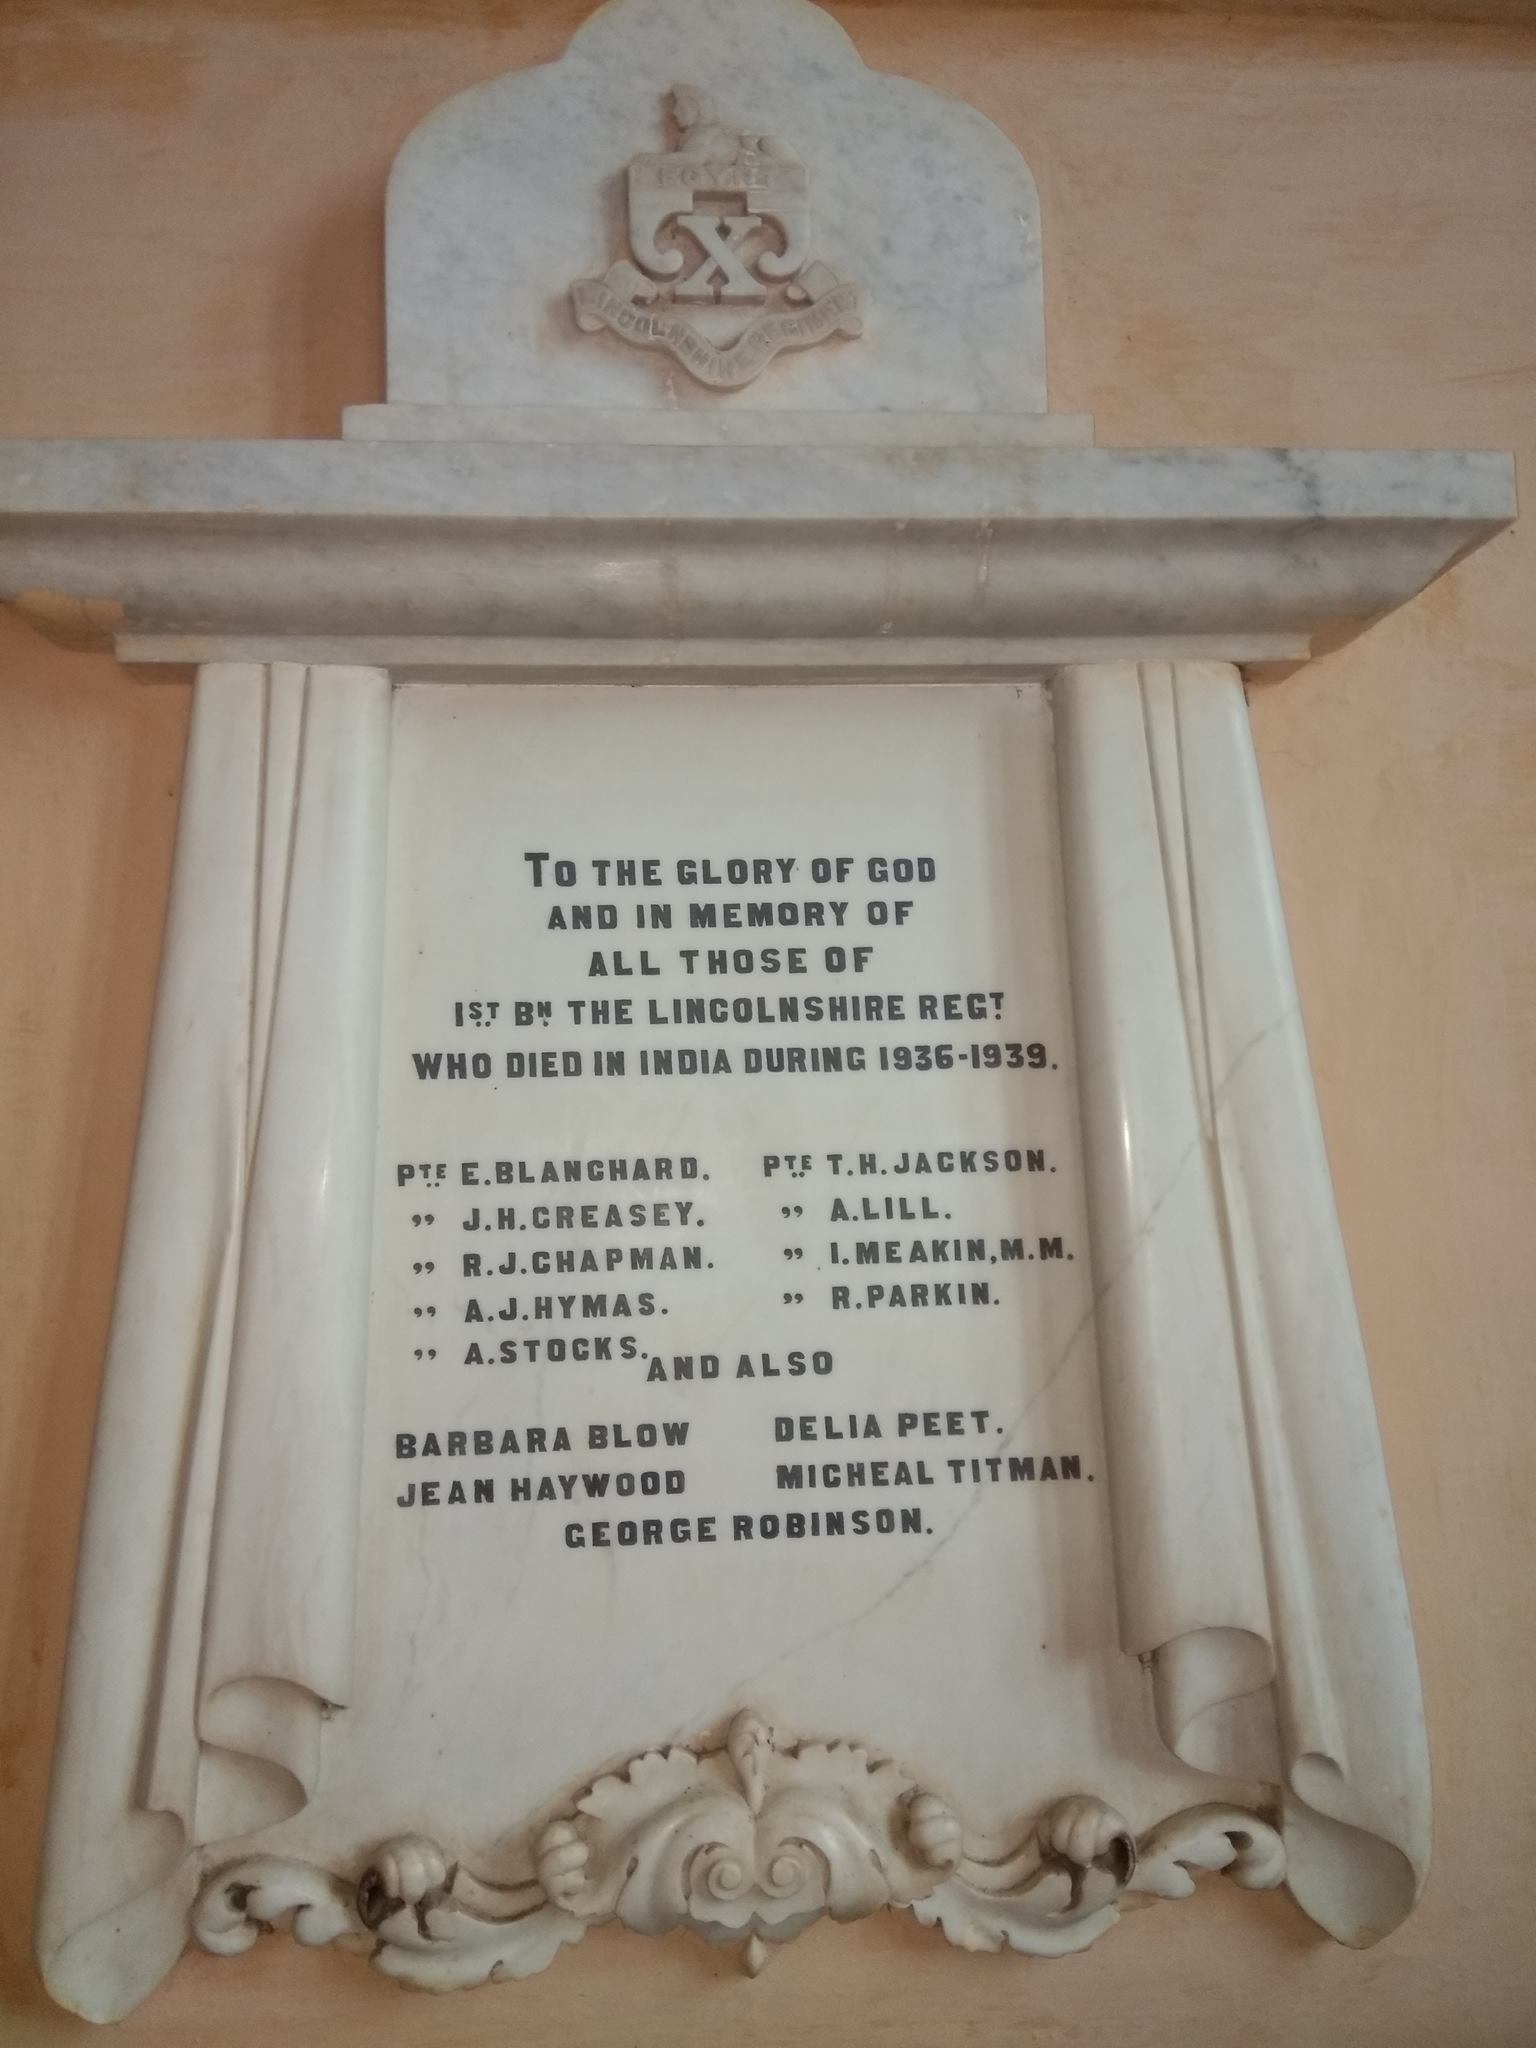 EGYPT
X
LINCOLNSHIRE REGIMENT
TO THE GLORY OF GOD
AND IN MEMORY OF
ALL THOSE OF
1ST BN THE LINCOLNSHIRE REGT
WHO DIED IN INDIA DURING 1936-1939.
PTE E.BLANCHARD. PTE T.H.JACKSON.
,, J.H.CREASEY. ,, A.LILL.
,, R.J.CHAPMAN. ,, I.MEAKIN,M.M.
,, A.J.HYMAS. ,, R.PARKIN.
,, A.STOCKS.
AND ALSO
BARBARA BLOW DELIA PEET.
JEAN HAYWOOD MICHEAL TITMAN.
GEORGE ROBINSON.